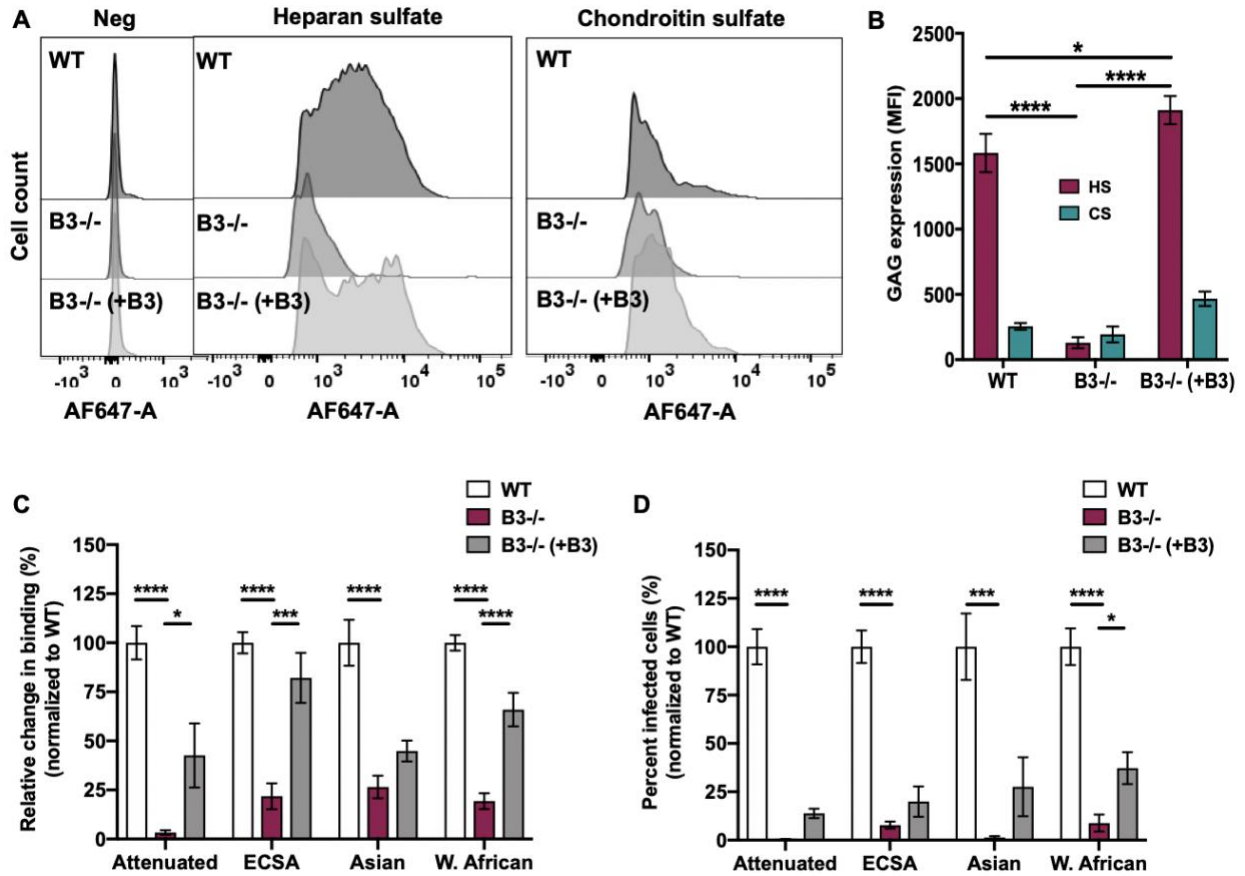 A
Neg
Heparan sulfate
Chondroitin sulfate
WT
WT
WT
B3-/-
B3-/-
B3-/-
B3-/- (+B3)
B3-/- (+B3)
B3-/- (+B3)
Cell count
-10³ 0 10³
0 10³ 10⁴ 10⁵
-10³ 0 10³ 10⁴ 10⁵
AF647-A
AF647-A
AF647-A
B
GAG expression (MFI)
2500
2000
1500
1000
500
0
*
****
****
HS
CS
WT B3-/- B3-/- (+B3)
C
WT
B3-/-
B3-/- (+B3)
Relative change in binding (%)
(normalized to WT)
150
125
100
75
50
25
0
**** **** **** ****
* *** ****
Attenuated ECSA Asian W. African
D
WT
B3-/-
B3-/- (+B3)
Percent infected cells (%)
(normalized to WT)
150
125
100
75
50
25
0
**** **** *** ****
*
Attenuated ECSA Asian W. African